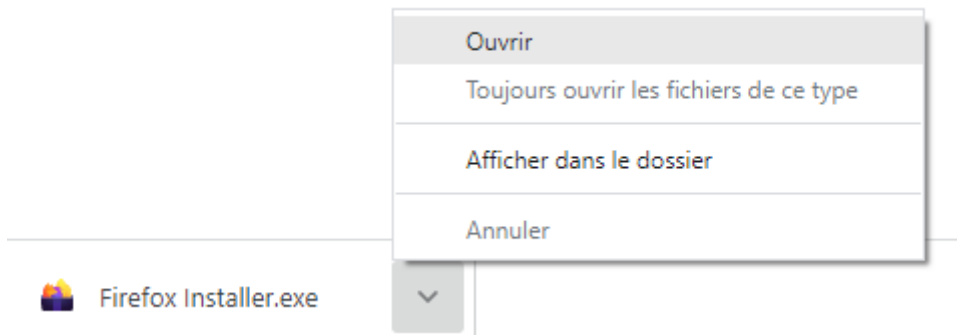 Ouvrir
Toujours ouvrir les fichiers de ce type
Afficher dans le dossier
Annuler
Firefox Installer.exe